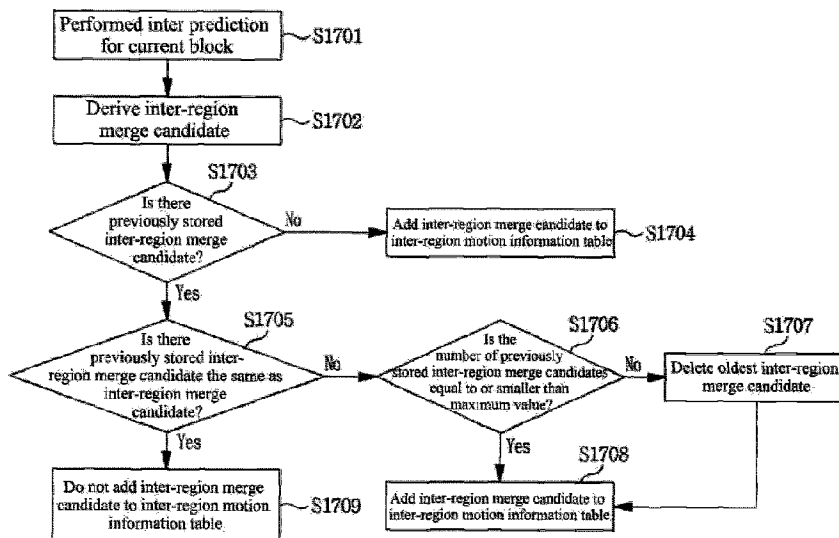 Performed inter prediction
for current block
S1701
Derive inter-region
merge candidate
S1702
S1703
Is there
previously stored
inter-region merge
candidate?
No
Add inter-region merge candidate to
inter-region motion information table
S1704
Yes
S1705
Is there
previously stored inter-
region merge candidate the same as
inter-region merge
candidate?
No
S1706
Is the
number of previously
stored inter-region merge candidates
equal to or smaller than
maximum value?
No
S1707
Delete oldest inter-region
merge candidate
Yes
Yes
S1708
Do not add inter-region merge
candidate to inter-region motion
information table
S1709
Add inter-region merge candidate to
inter-region motion information table